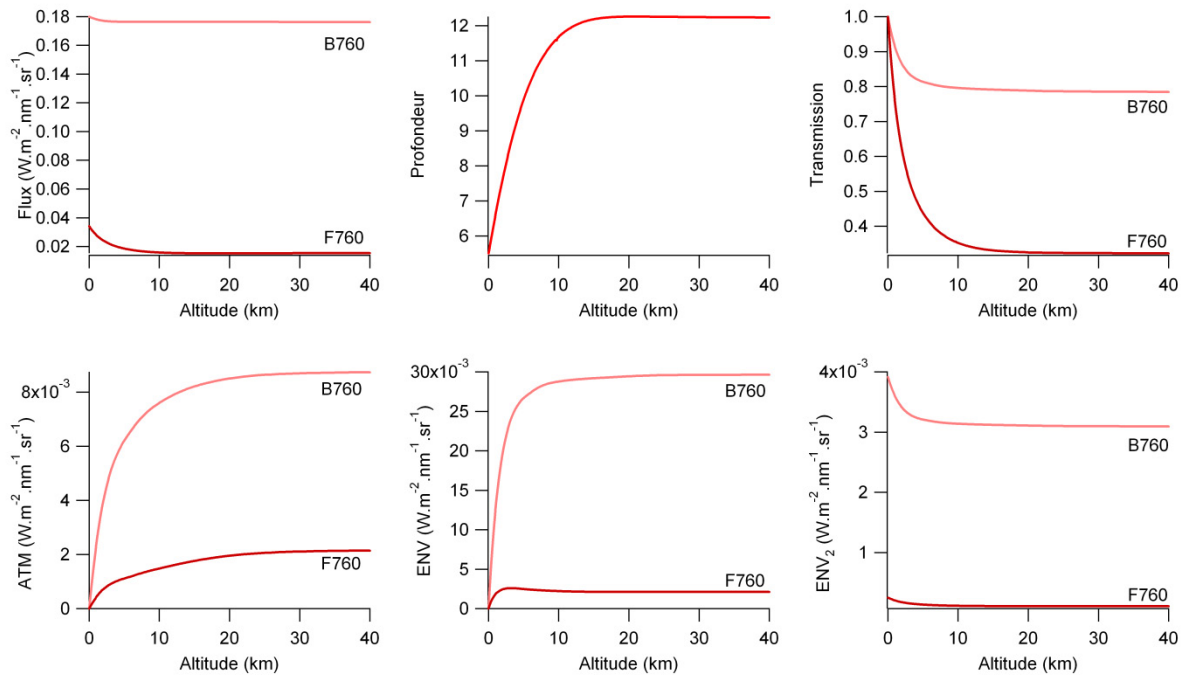 Flux (W.m⁻².nm⁻¹.sr⁻¹)
0.18
0.16
0.14
0.12
0.10
0.08
0.06
0.04
0.02
B760
F760
0 10 20 30 40
Altitude (km)
Profondeur
12
11
10
9
8
7
6
0 10 20 30 40
Altitude (km)
Transmission
1.0
0.9
0.8
0.7
0.6
0.5
0.4
B760
F760
0 10 20 30 40
Altitude (km)
ATM (W.m⁻².nm⁻¹.sr⁻¹)
8x10⁻³
6
4
2
0
B760
F760
0 10 20 30 40
Altitude (km)
ENV (W.m⁻².nm⁻¹.sr⁻¹)
30x10⁻³
25
20
15
10
5
0
B760
F760
0 10 20 30 40
Altitude (km)
ENV₂ (W.m⁻².nm⁻¹.sr⁻¹)
4x10⁻³
3
2
1
B760
F760
0 10 20 30 40
Altitude (km)